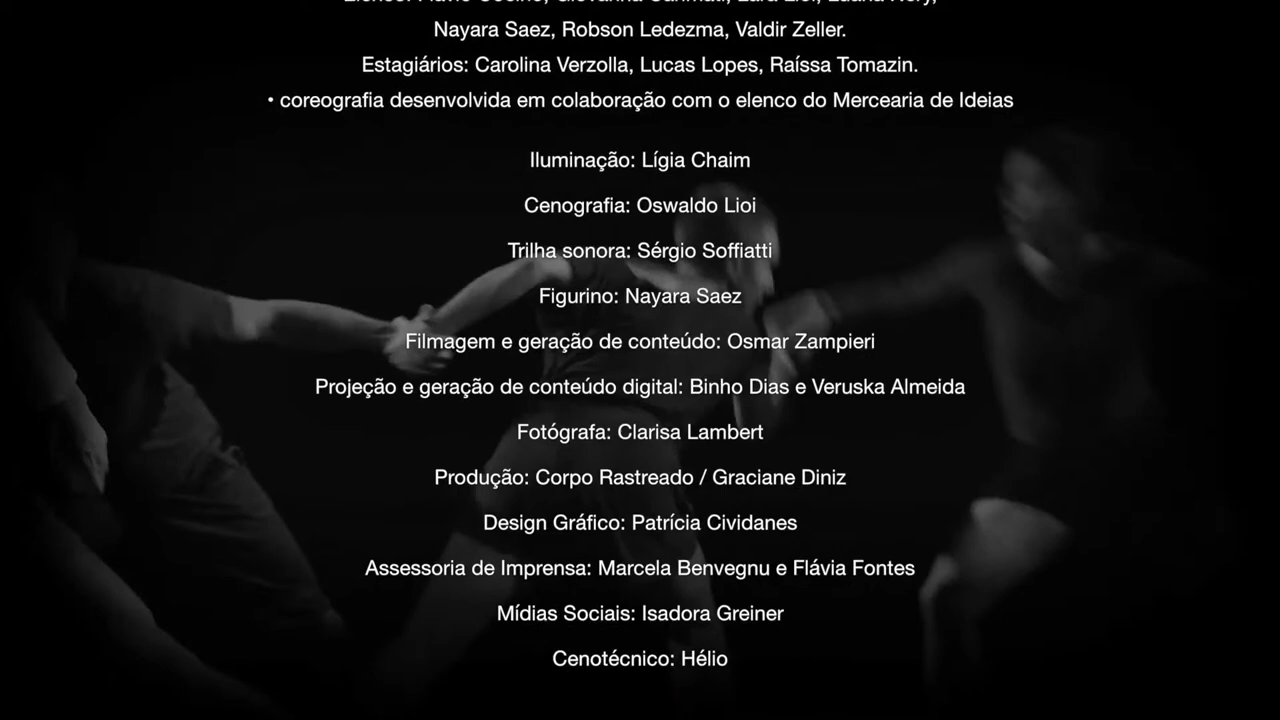 Nayara Saez, Robson Ledezma, Valdir Zeller.
Estagiários: Carolina Verzolla, Lucas Lopes, Raíssa Tomazin.
• coreografia desenvolvida em colaboração com o elenco do Mercearia de Ideias
Iluminação: Lígia Chaim
Cenografia: Oswaldo Lioi
Trilha sonora: Sérgio Soffiatti
Figurino: Nayara Saez
Filmagem e geração de conteúdo: Osmar Zampieri
Projeção e geração de conteúdo digital: Binho Dias e Veruska Almeida
Fotógrafa: Clarisa Lambert
Produção: Corpo Rastreado / Graciane Diniz
Design Gráfico: Patrícia Cividanes
Assessoria de Imprensa: Marcela Benvegnu e Flávia Fontes
Mídias Sociais: Isadora Greiner
Cenotécnico: Hélio